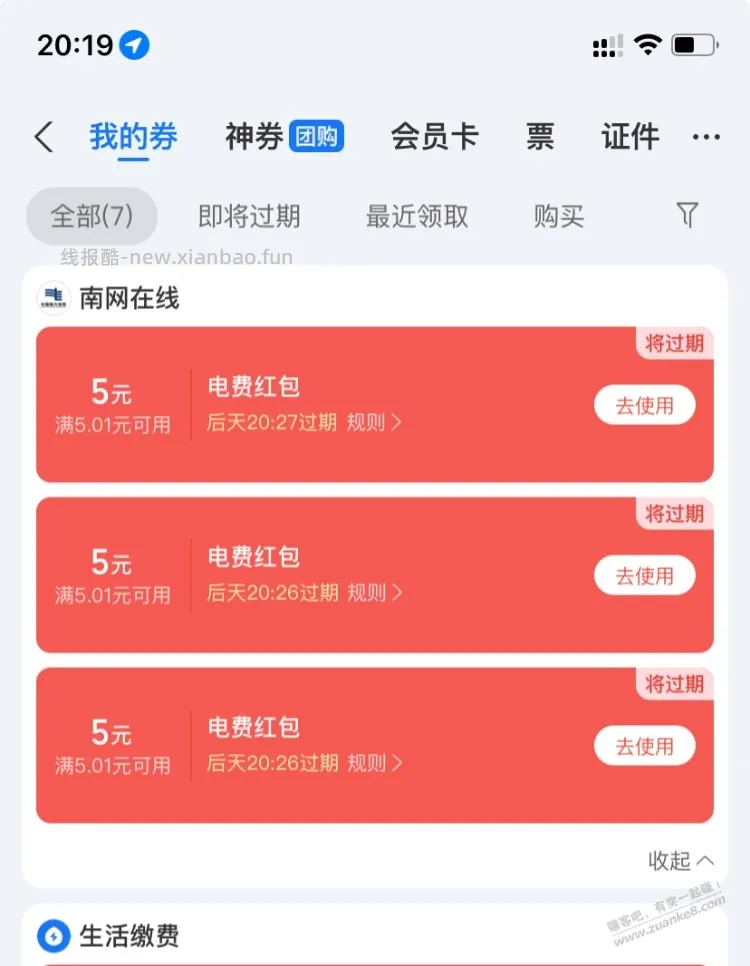 20:19
我的券 神券 团购 会员卡 票 证件
全部(7) 即将过期 最近领取 购买
线报酷-new.xianbao.fun
南网在线
将过期
5元 电费红包
满5.01元可用 后天20:27过期 规则 去使用
将过期
5元 电费红包
满5.01元可用 后天20:26过期 规则 去使用
将过期
5元 电费红包
满5.01元可用 后天20:26过期 规则 去使用
收起
赚客吧，有奖一起赚！
www.zuanke8.com
生活缴费